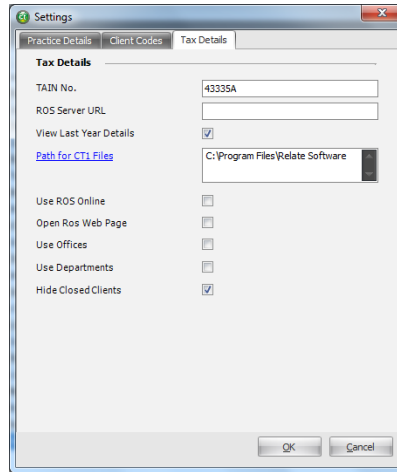 Settings
Practice Details Client Codes Tax Details
Tax Details
TAIN No. 43335A
ROS Server URL
View Last Year Details
Path for CT1 Files C:\Program Files\Relate Software
Use ROS Online
Open Ros Web Page
Use Offices
Use Departments
Hide Closed Clients
OK Cancel